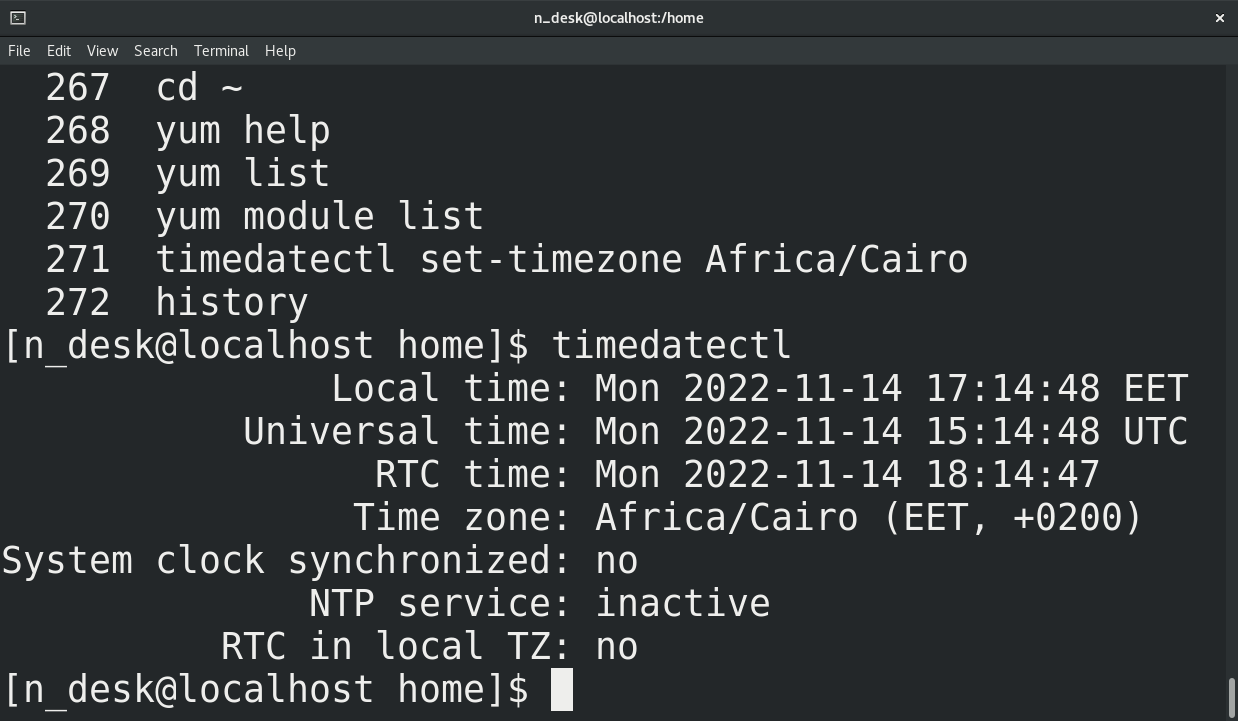 n_desk@localhost:/home
File Edit View Search Terminal Help
267 cd ~
268 yum help
269 yum list
270 yum module list
271 timedatectl set-timezone Africa/Cairo
272 history
[n_desk@localhost home]$ timedatectl
Local time: Mon 2022-11-14 17:14:48 EET
Universal time: Mon 2022-11-14 15:14:48 UTC
RTC time: Mon 2022-11-14 18:14:47
Time zone: Africa/Cairo (EET, +0200)
System clock synchronized: no
NTP service: inactive
RTC in local TZ: no
[n_desk@localhost home]$